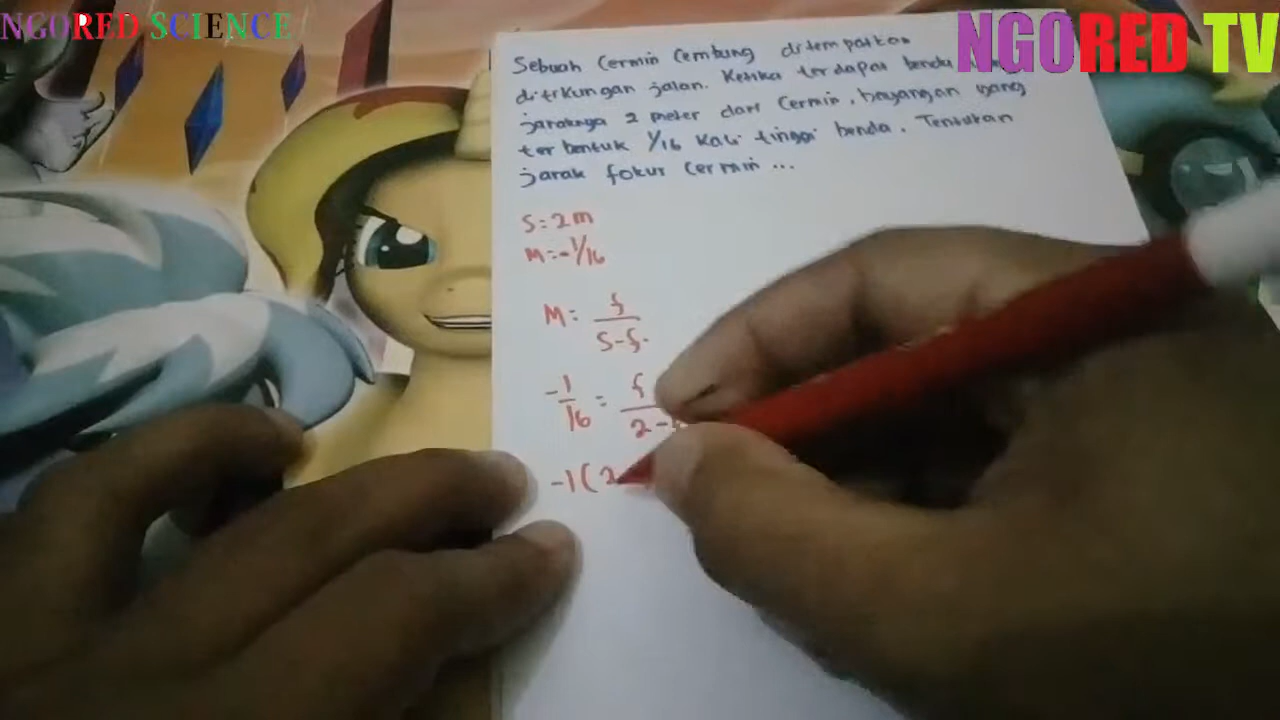 NGORED SCIENCE
NGORED TV
Sebuah Cermin Cembung ditempatkan
ditikungan jalan. Ketika terdapat benda
jaraknya 2 meter dari Cermin, bayangan yang
terbentuk 1/16 kali tinggi benda. Tentukan
jarak fokus Cermin ...
S = 2 m
M = -1/16
M = f / S-f.
-1/16 = f / 2-
-1(2